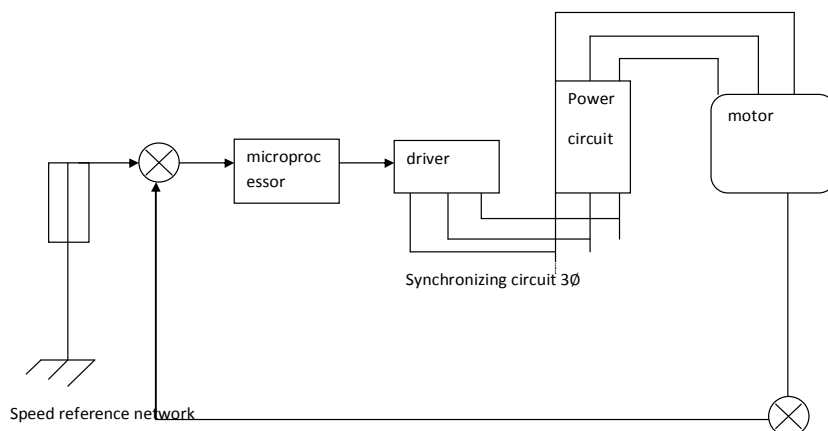 Power
circuit
motor
microproc
essor
driver
Synchronizing circuit 3Ø
Speed reference network